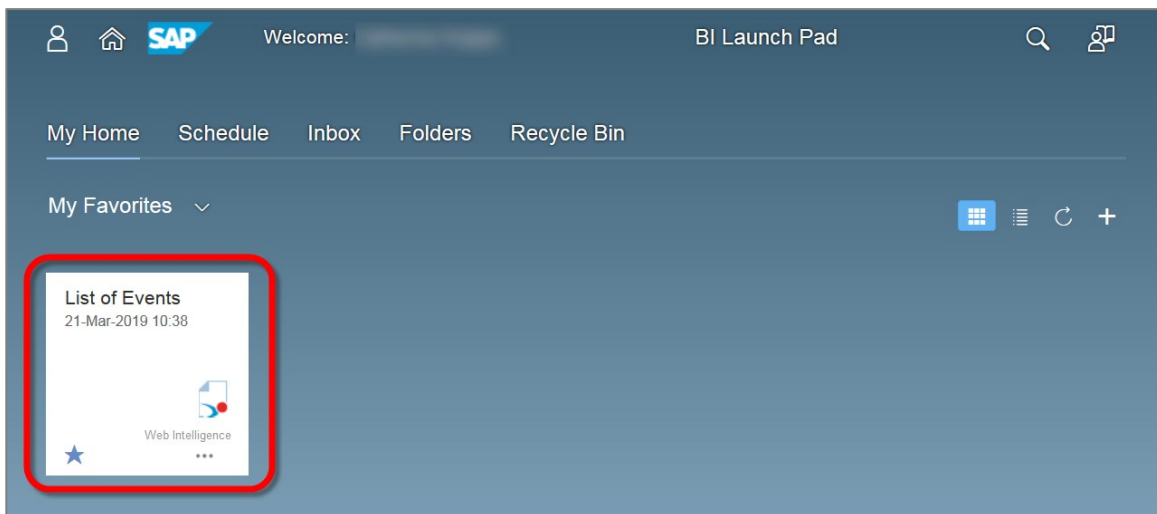 SAP Welcome: BI Launch Pad
My Home Schedule Inbox Folders Recycle Bin
My Favorites
List of Events
21-Mar-2019 10:38
Web Intelligence